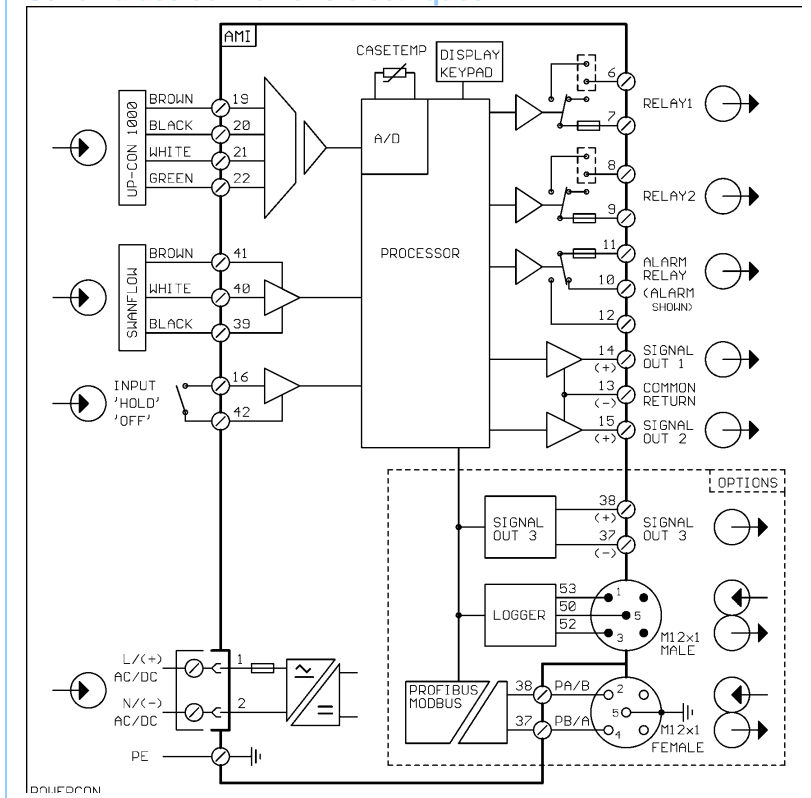 AMI
CASETEMP
DISPLAY
KEYPAD
A/D
PROCESSOR
UP-CON 1000
BROWN 19
BLACK 20
WHITE 21
GREEN 22
SWANFLOW
BROWN 41
WHITE 40
BLACK 39
INPUT
'HOLD'
'OFF'
16
42
6
7
RELAY1
8
9
RELAY2
11
10
12
ALARM
RELAY
(ALARM
SHOWN)
14
(+)
SIGNAL
OUT 1
13
(-)
COMMON
RETURN
15
(+)
SIGNAL
OUT 2
OPTIONS
SIGNAL
OUT 3
38
(+)
37
(-)
SIGNAL
OUT 3
LOGGER
53
50
52
1
5
3
M12x1
MALE
PROFIBUS
MODBUS
38 PA/B
37 PB/A
2
5
4
M12x1
FEMALE
L/(+)
AC/DC
1
N/(-)
AC/DC
2
PE
POWERCON